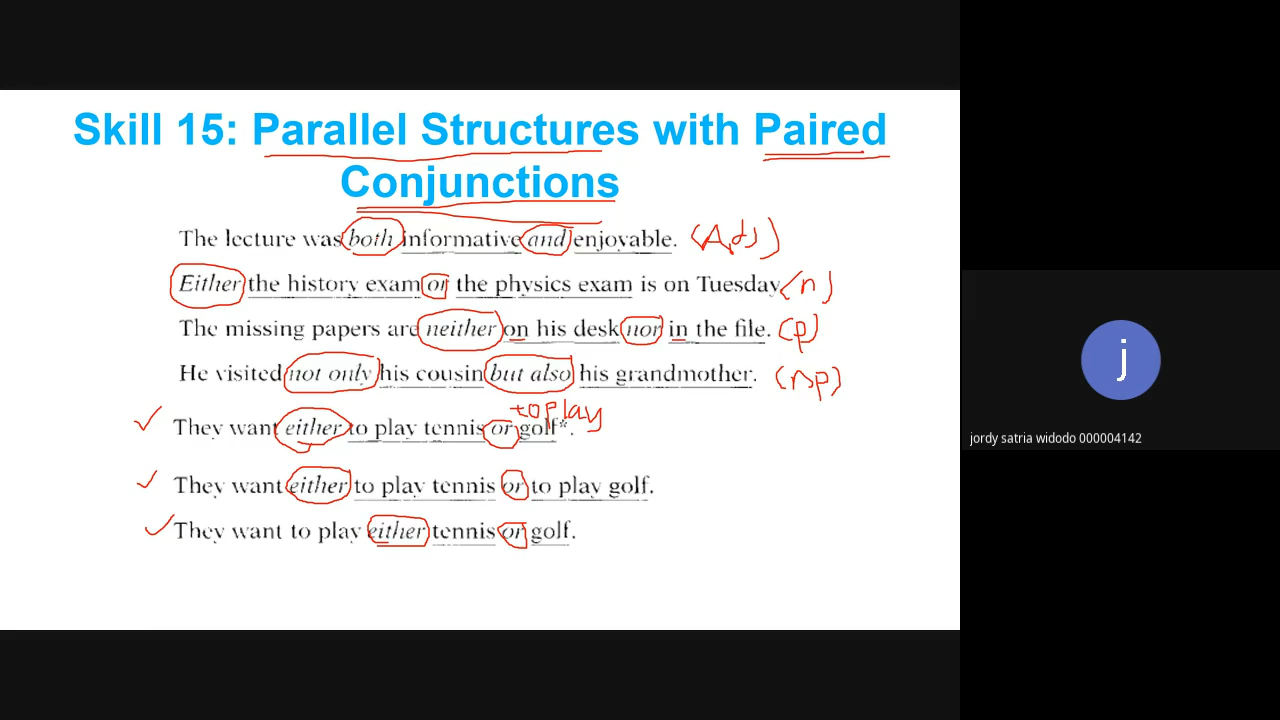 Skill 15: Parallel Structures with Paired
Conjunctions
The lecture was both informative and enjoyable. (Adj)
Either the history exam or the physics exam is on Tuesday (n)
The missing papers are neither on his desk nor in the file. (p)
He visited not only his cousin but also his grandmother. (np)
to play
They want either to play tennis or golf*.
They want either to play tennis or to play golf.
They want to play either tennis or golf.
j
jordy satria widodo 000004142